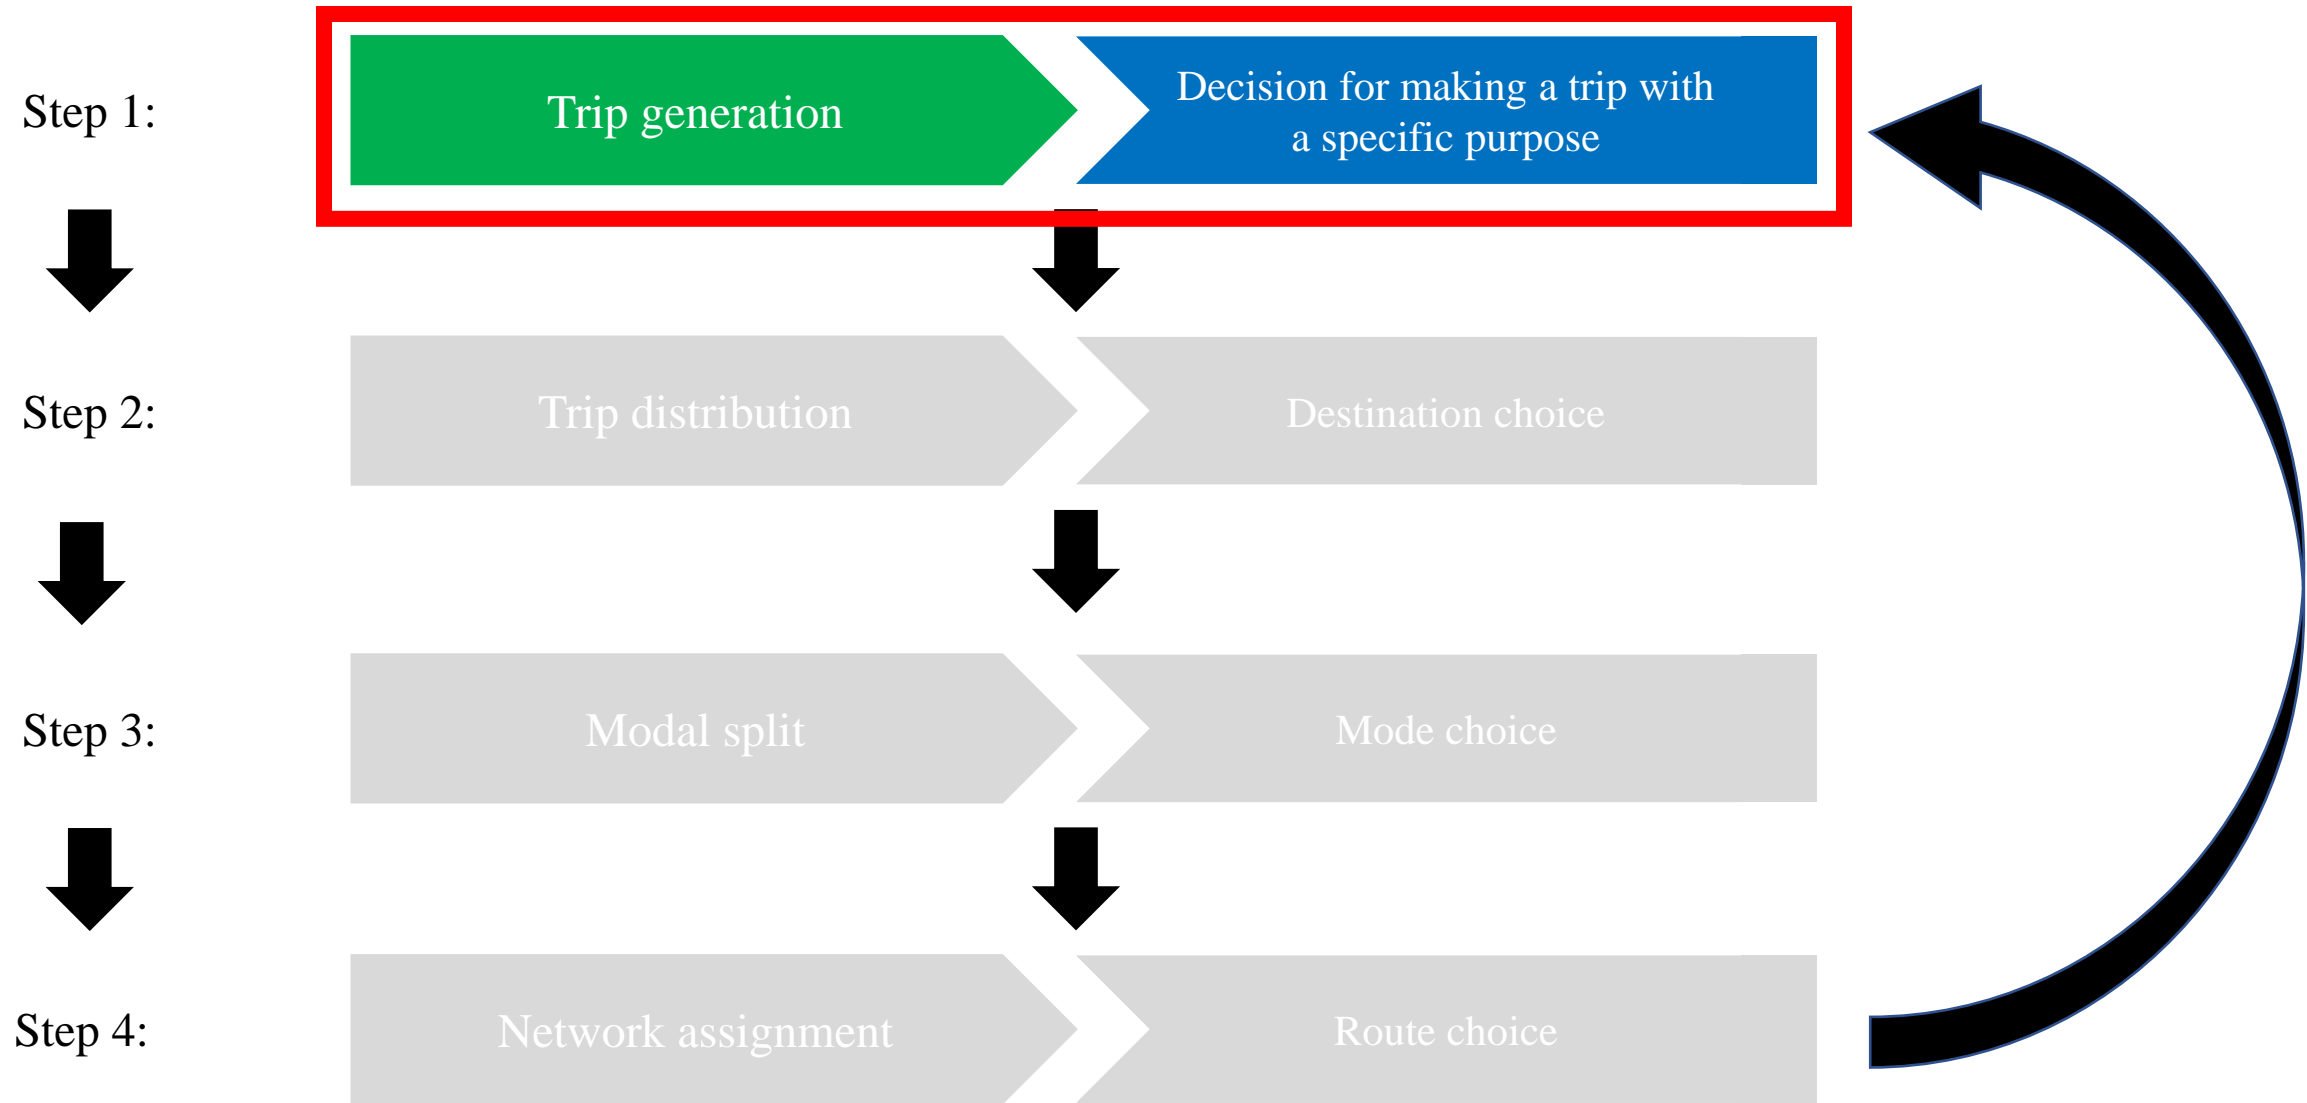 Step 1:
Trip generation
Decision for making a trip with
a specific purpose
Step 2:
Trip distribution
Destination choice
Step 3:
Modal split
Mode choice
Step 4:
Network assignment
Route choice